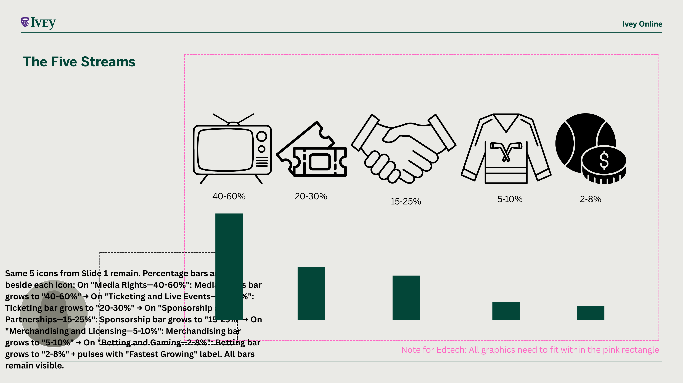 Ivey
Ivey Online
The Five Streams
$
40-60%
20-30%
15-25%
5-10%
2-8%
Same 5 icons from Slide 1 remain. Percentage bars
beside each icon: On "Media Rights—40-60%": bar
grows to "40-60%" → On "Ticketing and Live Events—
Ticketing bar grows to "20-30%" → On "Sponsorship
Partnerships—15-25%": Sponsorship bar grows to → On
"Merchandising and Licensing—5-10%": Merchandising bar
grows to "5-10%" → On "Betting and Gaming—2-8%": Betting bar
grows to "2-8%" + pulses with "Fastest Growing" label. All bars
remain visible.
Note for Edtech: All graphics need to fit within the pink rectangle